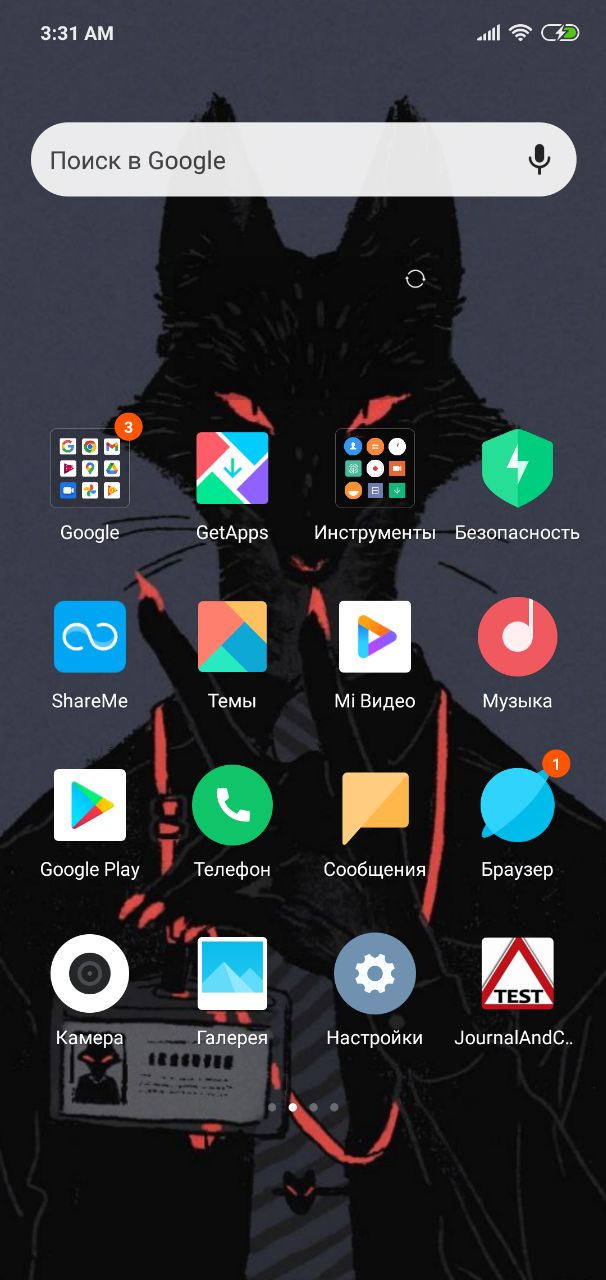 3:31 AM
Поиск в Google
3
Google
GetApps
Инструменты
Безопасность
ShareMe
Темы
Mi Видео
Музыка
1
Google Play
Телефон
Сообщения
Браузер
TEST
Камера
Галерея
Настройки
JournalAndC..